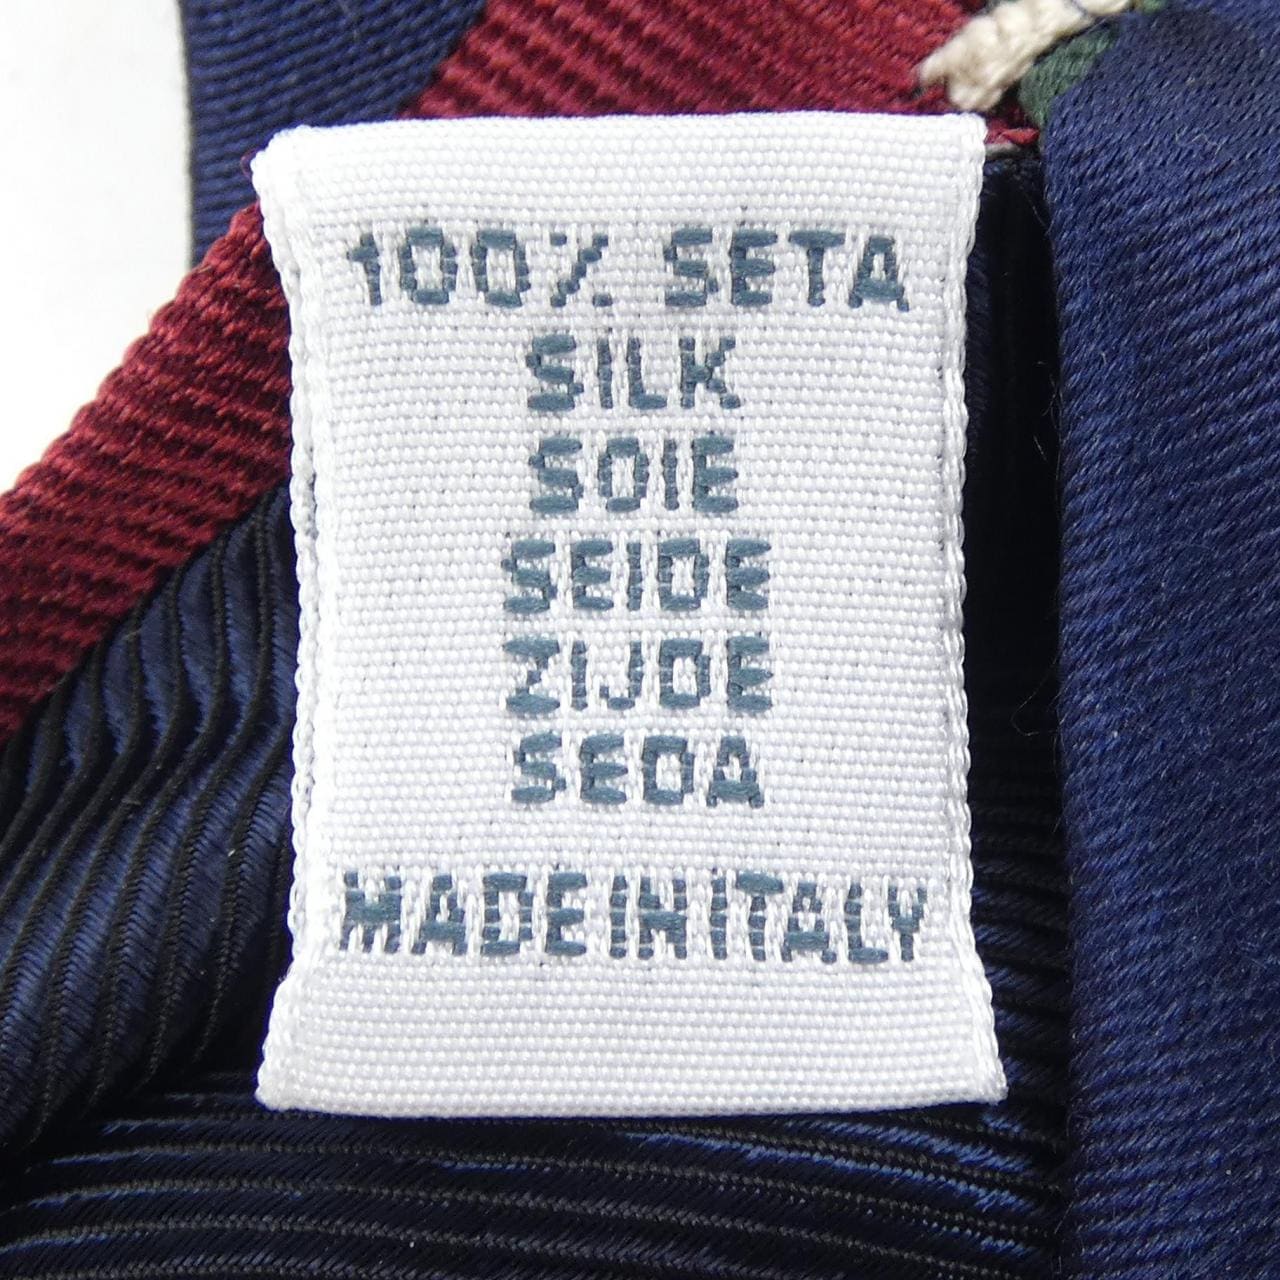 100% SETA
SILK
SOIE
SEIDE
ZIJDE
SEDA
MADE IN ITALY